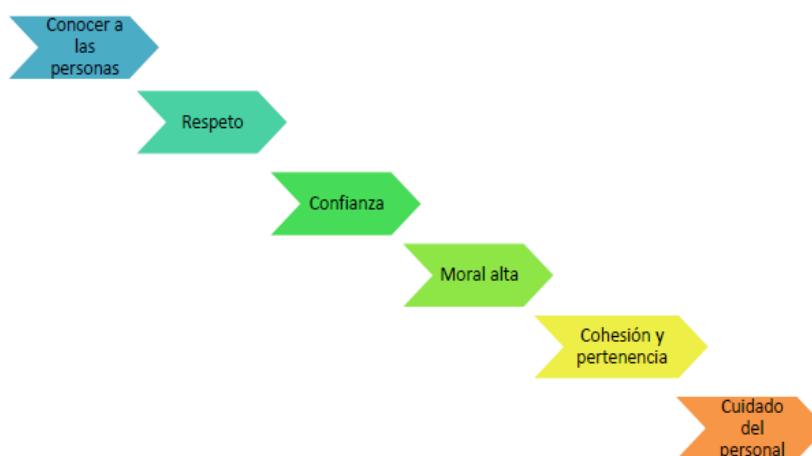 Conocer a
las
personas
Respeto
Confianza
Moral alta
Cohesión y
pertenencia
Cuidado
del
personal